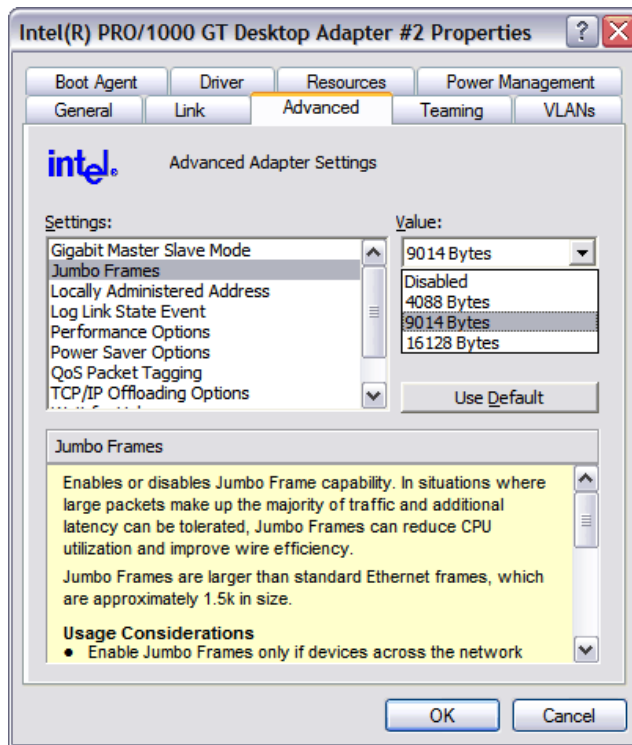 Intel(R) PRO/1000 GT Desktop Adapter #2 Properties
Boot Agent Driver Resources Power Management
General Link Advanced Teaming VLANs
intel® Advanced Adapter Settings
Settings: Value:
Gigabit Master Slave Mode 9014 Bytes
Jumbo Frames Disabled
Locally Administered Address 4088 Bytes
Log Link State Event 9014 Bytes
Performance Options 16128 Bytes
Power Saver Options
QoS Packet Tagging
TCP/IP Offloading Options Use Default
Jumbo Frames
Enables or disables Jumbo Frame capability. In situations where
large packets make up the majority of traffic and additional
latency can be tolerated, Jumbo Frames can reduce CPU
utilization and improve wire efficiency.
Jumbo Frames are larger than standard Ethernet frames, which
are approximately 1.5k in size.
Usage Considerations
• Enable Jumbo Frames only if devices across the network
OK Cancel